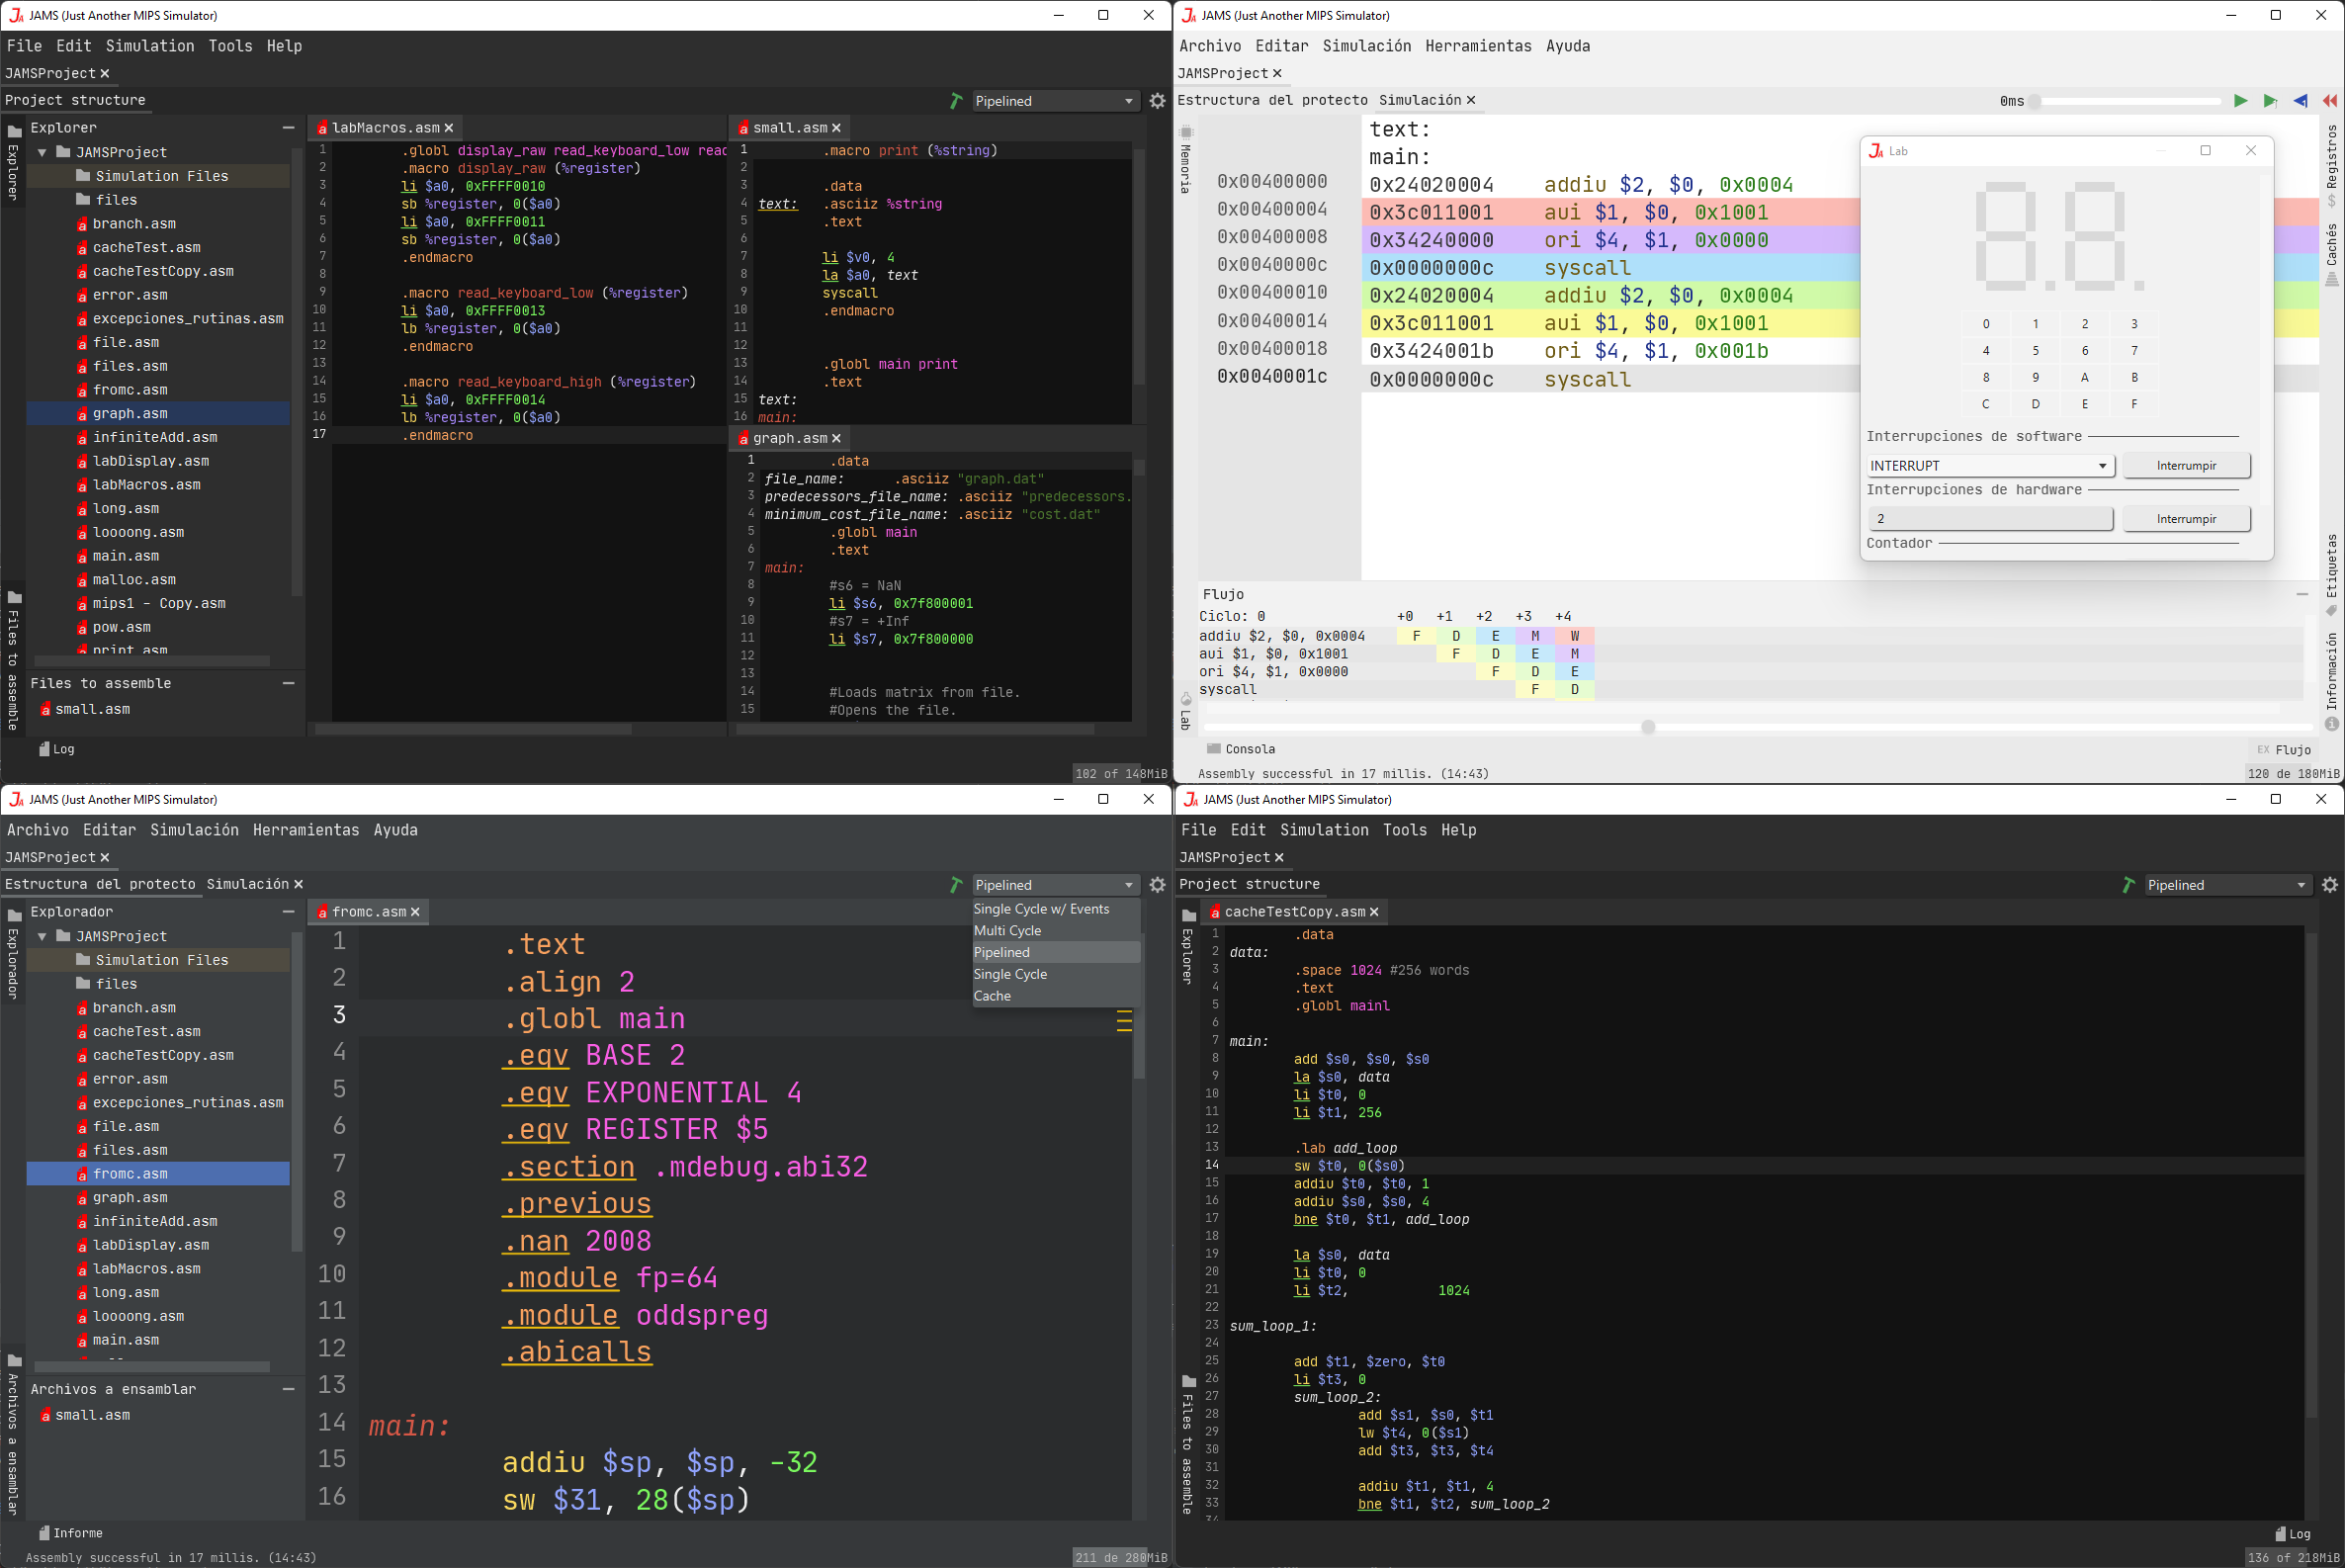 JAMS (Just Another MIPS Simulator)
File Edit Simulation Tools Help
JAMSProject
Project structure
Pipelined
Explorer
Explorer
JAMSProject
Simulation Files
files
branch.asm
cacheTest.asm
cacheTestCopy.asm
error.asm
excepciones_rutinas.asm
file.asm
files.asm
fromc.asm
graph.asm
infiniteAdd.asm
labDisplay.asm
labMacros.asm
long.asm
loooong.asm
main.asm
malloc.asm
mips1 - Copy.asm
pow.asm
print.asm
Files to assemble
Files to assemble
small.asm
Log
102 of 148MiB
labMacros.asm
1 .globl display_raw read_keyboard_low read
2 .macro display_raw (%register)
3 li $a0, 0xFFFF0010
4 sb %register, 0($a0)
5 li $a0, 0xFFFF0011
6 sb %register, 0($a0)
7 .endmacro
8
9 .macro read_keyboard_low (%register)
10 li $a0, 0xFFFF0013
11 lb %register, 0($a0)
12 .endmacro
13
14 .macro read_keyboard_high (%register)
15 li $a0, 0xFFFF0014
16 lb %register, 0($a0)
17 .endmacro
small.asm
1 .macro print (%string)
2
3 .data
4 text: .asciiz %string
5 .text
6
7 li $v0, 4
8 la $a0, text
9 syscall
10 .endmacro
11
12
13 .globl main print
14 .text
15 text:
16 main:
graph.asm
1 .data
2 file_name: .asciiz "graph.dat"
3 predecessors_file_name: .asciiz "predecessors.
4 minimum_cost_file_name: .asciiz "cost.dat"
5 .globl main
6 .text
7 main:
8 #s6 = NaN
9 li $s6, 0x7f800001
10 #s7 = +Inf
11 li $s7, 0x7f800000
12
13
14 #Loads matrix from file.
15 #Opens the file.
JAMS (Just Another MIPS Simulator)
Archivo Editar Simulación Herramientas Ayuda
JAMSProject
Estructura del protecto Simulación
0ms
Memoria
Lab
text:
main:
0x00400000 0x24020004 addiu $2, $0, 0x0004
0x00400004 0x3c011001 aui $1, $0, 0x1001
0x00400008 0x34240000 ori $4, $1, 0x0000
0x0040000c 0x0000000c syscall
0x00400010 0x24020004 addiu $2, $0, 0x0004
0x00400014 0x3c011001 aui $1, $0, 0x1001
0x00400018 0x3424001b ori $4, $1, 0x001b
0x0040001c 0x0000000c syscall
Lab
8.8.
0 1 2 3
4 5 6 7
8 9 A B
C D E F
Interrupciones de software
INTERRUPT Interrumpir
Interrupciones de hardware
2 Interrumpir
Contador
Registros
Cachés
Etiquetas
Información
Flujo
Ciclo: 0 +0 +1 +2 +3 +4
addiu $2, $0, 0x0004 F D E M W
aui $1, $0, 0x1001 F D E M
ori $4, $1, 0x0000 F D E
syscall F D
Consola
EX Flujo
Assembly successful in 17 millis. (14:43)
120 de 180MiB
JAMS (Just Another MIPS Simulator)
Archivo Editar Simulación Herramientas Ayuda
JAMSProject
Estructura del protecto Simulación
Pipelined
Single Cycle w/ Events
Multi Cycle
Pipelined
Single Cycle
Cache
Explorador
Explorador
JAMSProject
Simulation Files
files
branch.asm
cacheTest.asm
cacheTestCopy.asm
error.asm
excepciones_rutinas.asm
file.asm
files.asm
fromc.asm
graph.asm
infiniteAdd.asm
labDisplay.asm
labMacros.asm
long.asm
loooong.asm
main.asm
Archivos a ensamblar
Archivos a ensamblar
small.asm
Informe
Assembly successful in 17 millis. (14:43)
211 de 280MiB
fromc.asm
1 .text
2 .align 2
3 .globl main
4 .eqv BASE 2
5 .eqv EXPONENTIAL 4
6 .eqv REGISTER $5
7 .section .mdebug.abi32
8 .previous
9 .nan 2008
10 .module fp=64
11 .module oddspreg
12 .abicalls
13
14 main:
15 addiu $sp, $sp, -32
16 sw $31, 28($sp)
JAMS (Just Another MIPS Simulator)
File Edit Simulation Tools Help
JAMSProject
Project structure
Pipelined
Explorer
Files to assemble
cacheTestCopy.asm
1 .data
2 data:
3 .space 1024 #256 words
4 .text
5 .globl mainl
6
7 main:
8 add $s0, $s0, $s0
9 la $s0, data
10 li $t0, 0
11 li $t1, 256
12
13 .lab add_loop
14 sw $t0, 0($s0)
15 addiu $t0, $t0, 1
16 addiu $s0, $s0, 4
17 bne $t0, $t1, add_loop
18
19 la $s0, data
20 li $t0, 0
21 li $t2, 1024
22
23 sum_loop_1:
24
25 add $t1, $zero, $t0
26 li $t3, 0
27 sum_loop_2:
28 add $s1, $s0, $t1
29 lw $t4, 0($s1)
30 add $t3, $t3, $t4
31
32 addiu $t1, $t1, 4
33 bne $t1, $t2, sum_loop_2
34
Log
136 of 218MiB